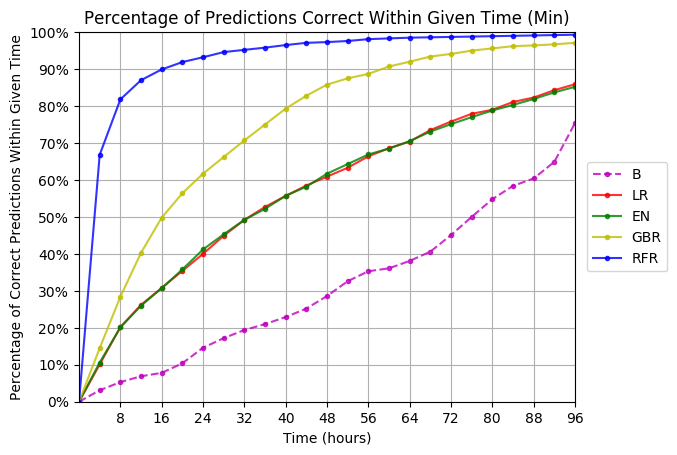 Percentage of Predictions Correct Within Given Time (Min)
Percentage of Correct Predictions Within Given Time
100%
90%
80%
70%
60%
50%
40%
30%
20%
10%
0%
8 16 24 32 40 48 56 64 72 80 88 96
Time (hours)
B
LR
EN
GBR
RFR